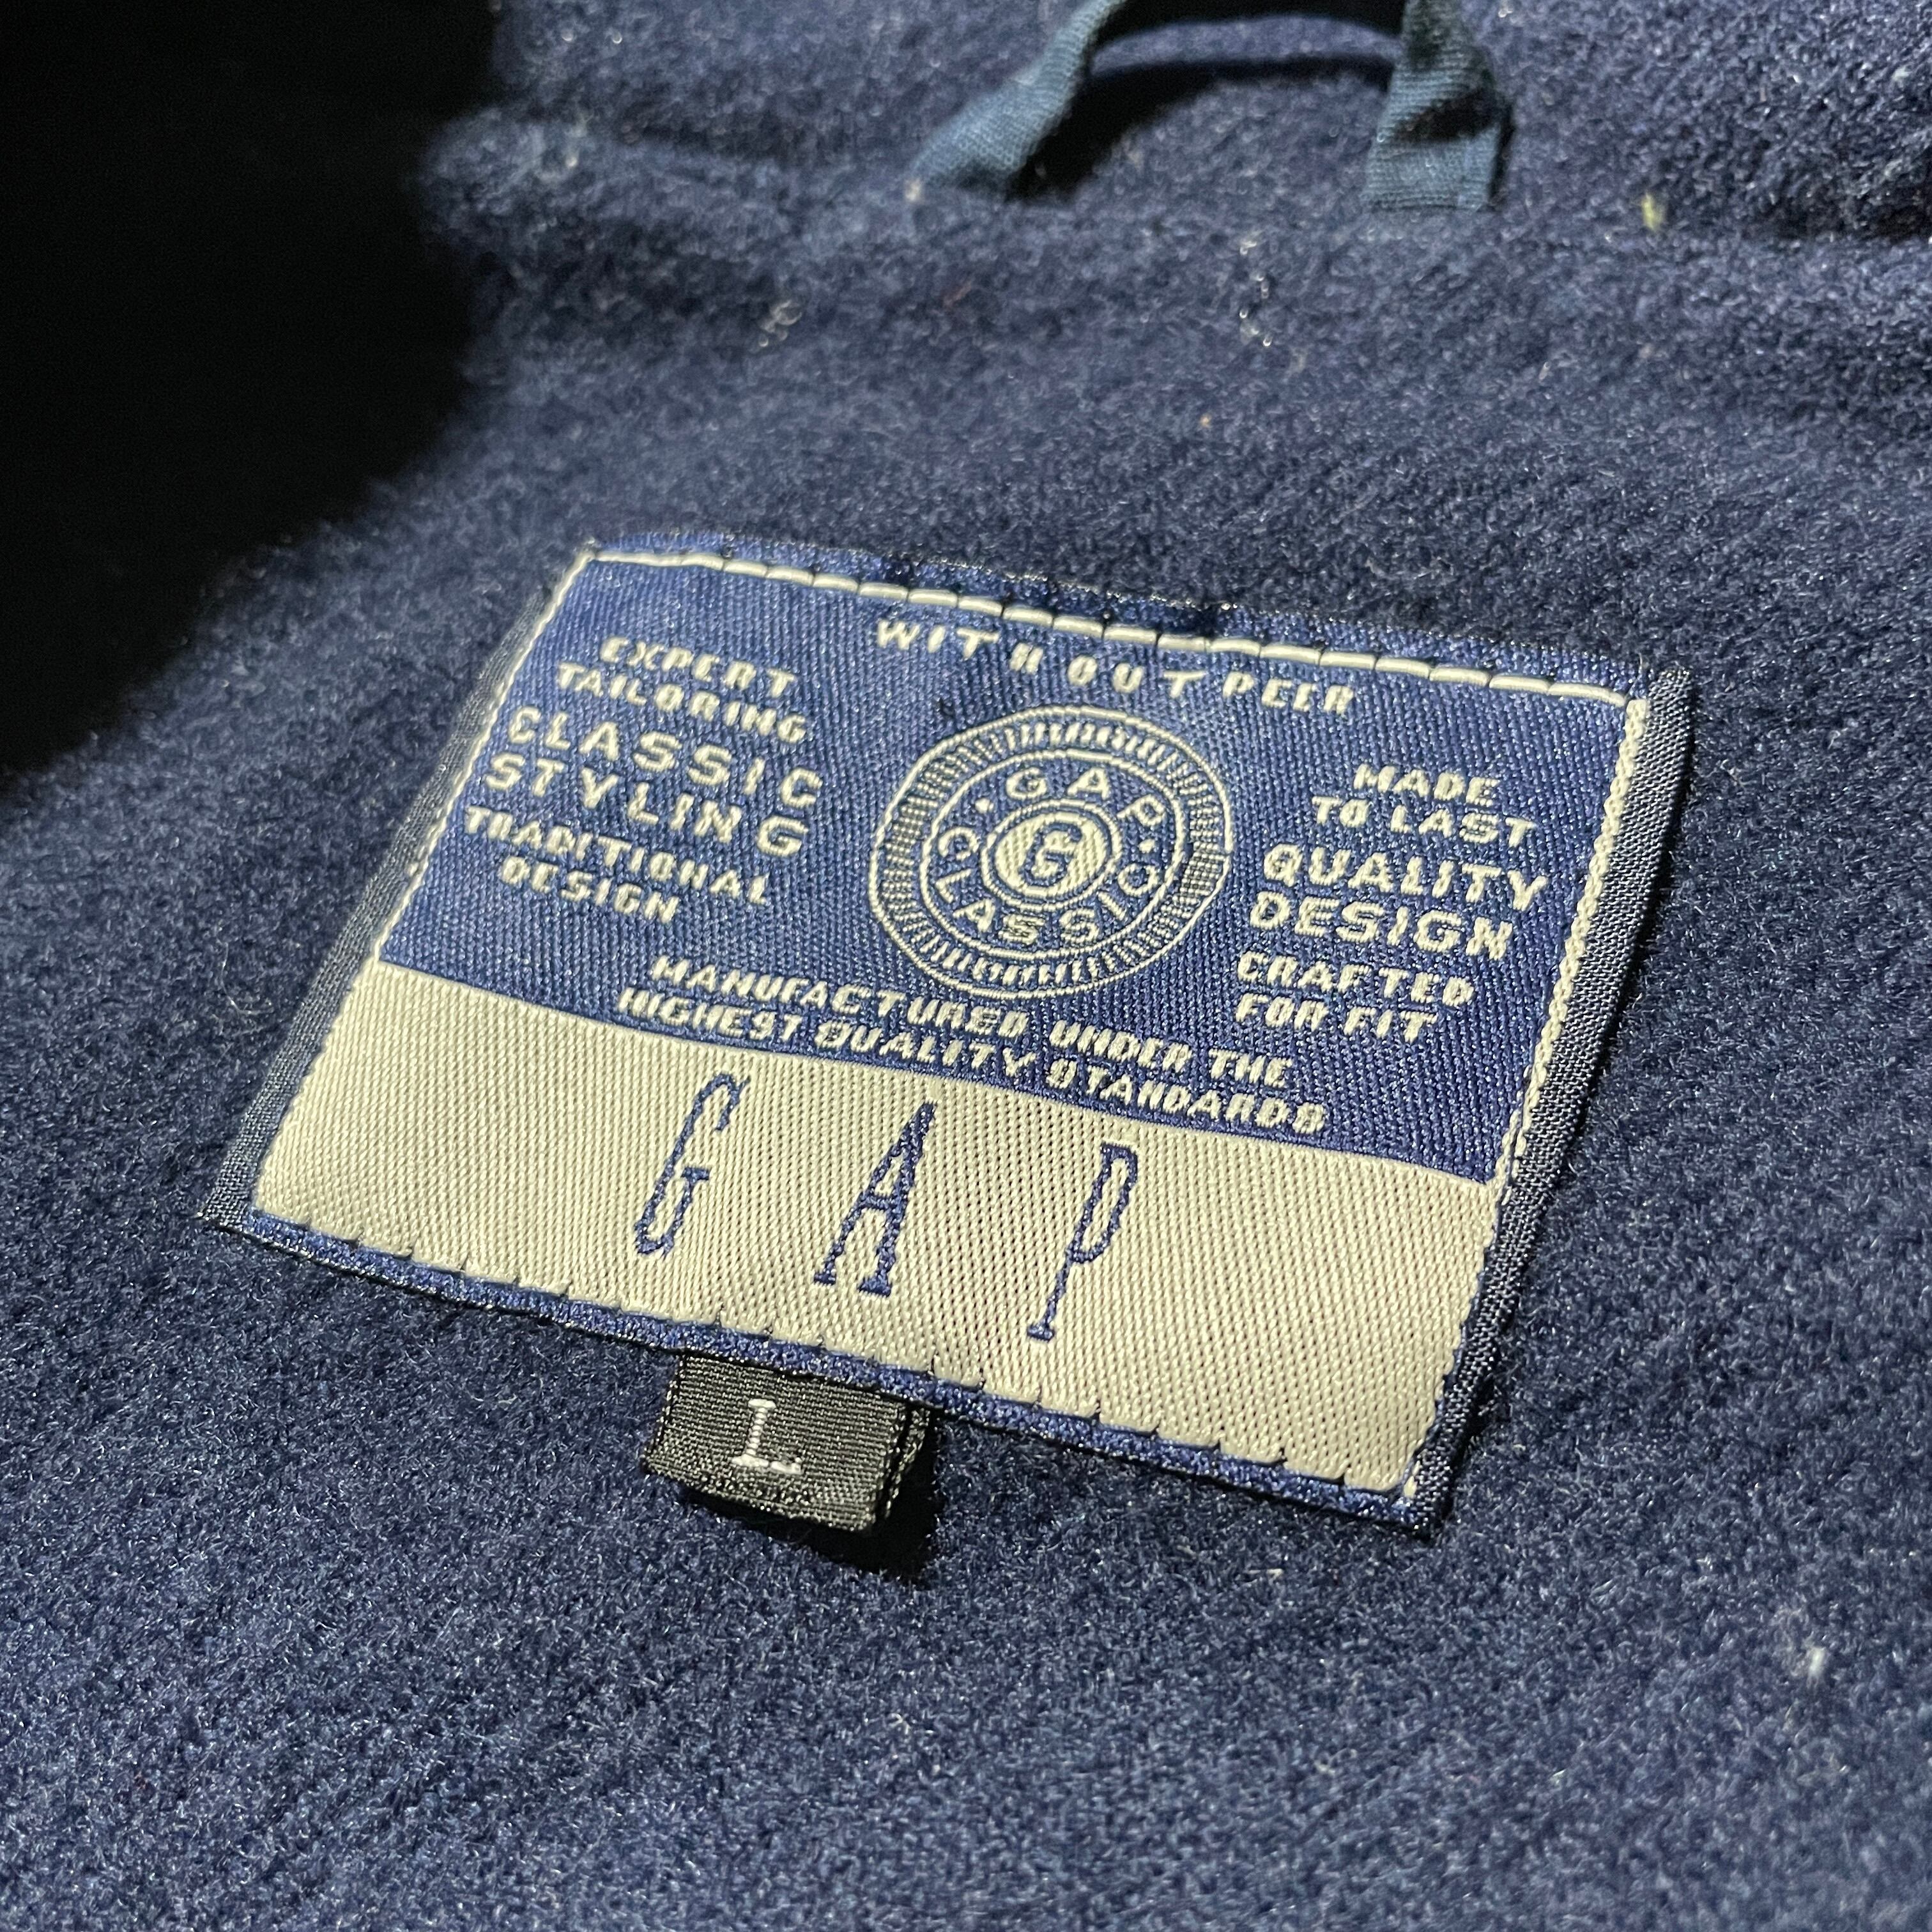 WITHOUT PEER
EXPERT
TAILORING
CLASSIC
STYLING
TRADITIONAL
DESIGN
GAP
G
CLASSIC
MADE
TO LAST
QUALITY
DESIGN
CRAFTED
FOR FIT
MANUFACTURED UNDER THE
HIGHEST QUALITY STANDARDS
GAP
L